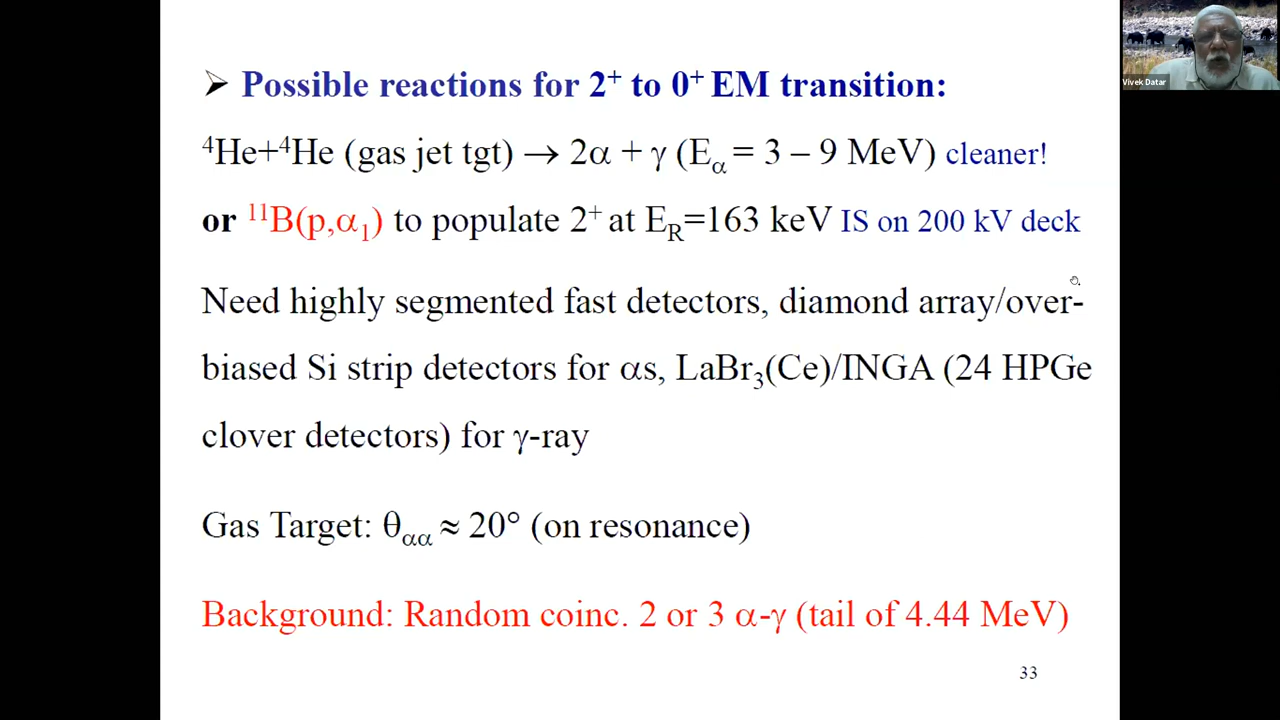 ➢ Possible reactions for 2⁺ to 0⁺ EM transition:
⁴He+⁴He (gas jet tgt) → 2α + γ (E_α = 3 – 9 MeV) cleaner!
or ¹¹B(p,α₁) to populate 2⁺ at E_R=163 keV IS on 200 kV deck
Need highly segmented fast detectors, diamond array/over-
biased Si strip detectors for αs, LaBr₃(Ce)/INGA (24 HPGe
clover detectors) for γ-ray
Gas Target: θ_αα ≈ 20° (on resonance)
Background: Random coinc. 2 or 3 α-γ (tail of 4.44 MeV)
33
Vivek Datar